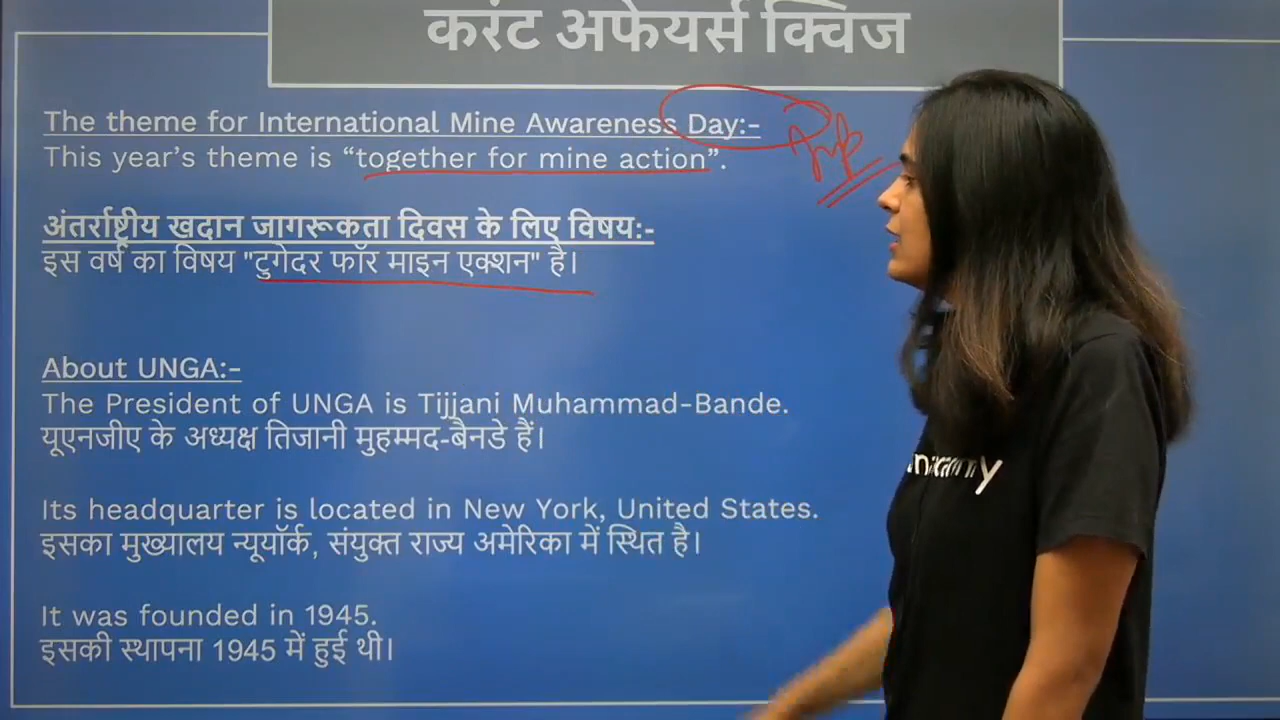 करंट अफेयर्स क्विज
The theme for International Mine Awareness Day:-
This year's theme is “together for mine action”.
अंतर्राष्ट्रीय खदान जागरूकता दिवस के लिए विषय:-
इस वर्ष का विषय "टुगेदर फॉर माइन एक्शन" है।
About UNGA:-
The President of UNGA is Tijjani Muhammad-Bande.
यूएनजीए के अध्यक्ष तिजानी मुहम्मद-बैनडे हैं।
Its headquarter is located in New York, United States.
इसका मुख्यालय न्यूयॉर्क, संयुक्त राज्य अमेरिका में स्थित है।
It was founded in 1945.
इसकी स्थापना 1945 में हुई थी।